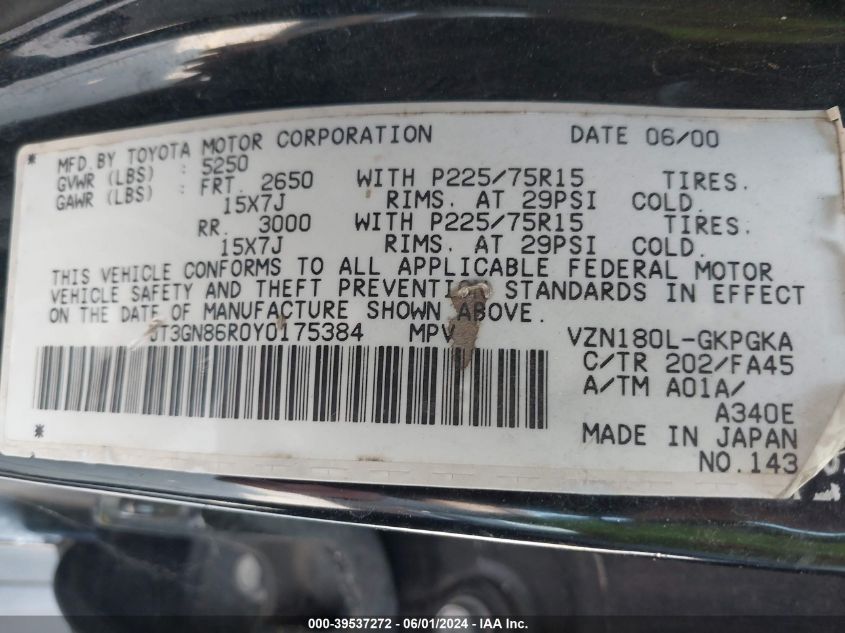 MFD. BY TOYOTA MOTOR CORPORATION DATE 06/00
GVWR (LBS) : 5250
GAWR (LBS) : FRT. 2650 WITH P225/75R15 TIRES.
15X7J RIMS. AT 29PSI COLD.
RR. 3000 WITH P225/75R15 TIRES.
15X7J RIMS. AT 29PSI COLD.
THIS VEHICLE CONFORMS TO ALL APPLICABLE FEDERAL MOTOR
VEHICLE SAFETY AND THEFT PREVENTION STANDARDS IN EFFECT
ON THE DATE OF MANUFACTURE SHOWN ABOVE.
JT3GN86R0Y0175384 MPV VZN180L-GKPGKA
C/TR 202/FA45
A/TM A01A/
A340E
MADE IN JAPAN
NO.143
000-39537272 - 06/01/2024 - IAA Inc.